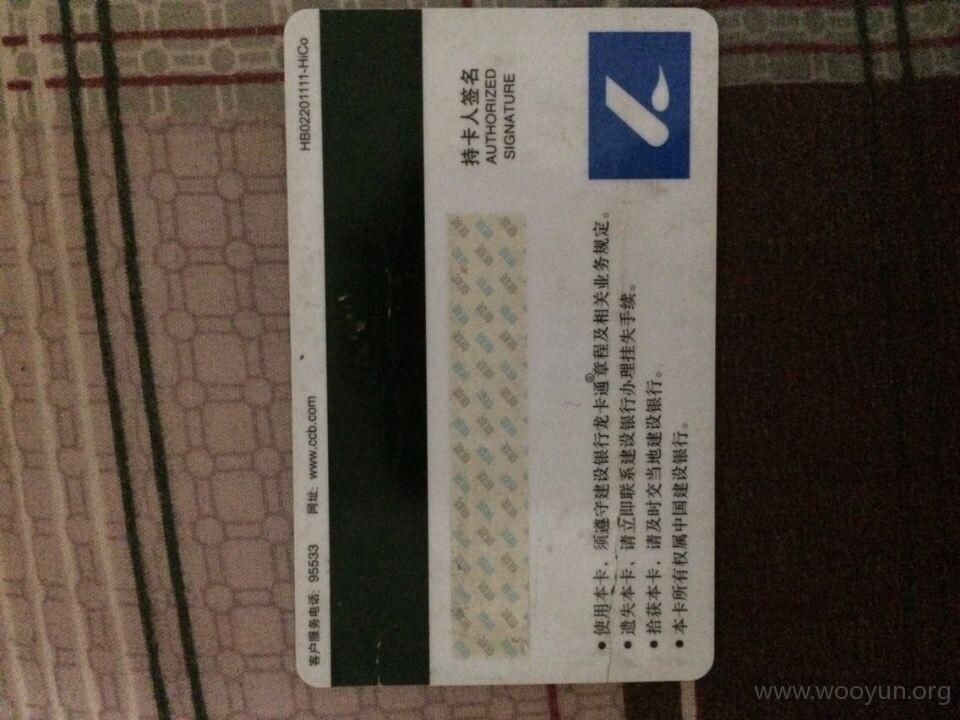 客户服务电话: 95533 网址: www.ccb.com HB02201111-HiCo
持卡人签名
AUTHORIZED
SIGNATURE
●使用本卡，须遵守建设银行龙卡通®章程及相关业务规定。
●遗失本卡，请立即联系建设银行办理挂失手续。
●拾获本卡，请及时交当地建设银行。
●本卡所有权属中国建设银行。
www.wooyun.org